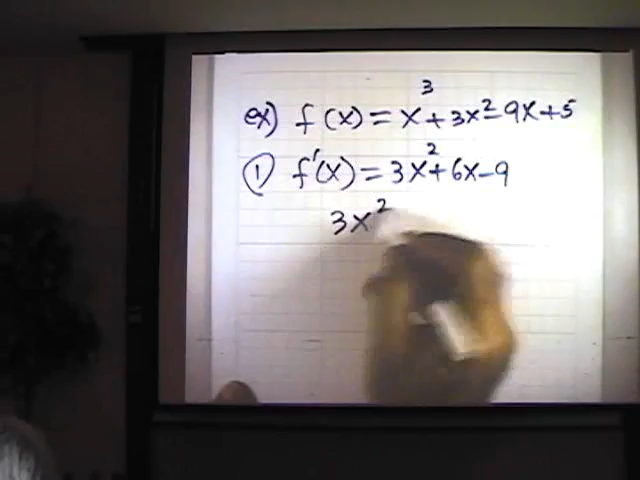 ex) f(x) = x³ + 3x² - 9x + 5
① f'(x) = 3x² + 6x - 9
3x²